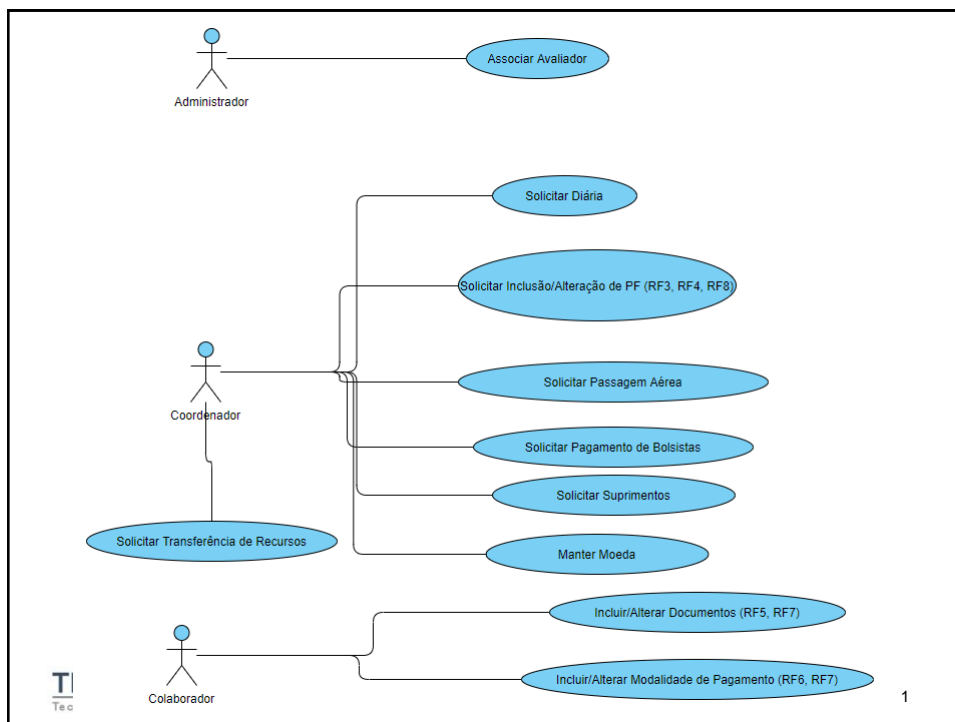 Associar Avaliador
Administrador
Solicitar Diária
Solicitar Inclusão/Alteração de PF (RF3, RF4, RF8)
Solicitar Passagem Aérea
Coordenador
Solicitar Pagamento de Bolsistas
Solicitar Suprimentos
Solicitar Transferência de Recursos
Manter Moeda
Incluir/Alterar Documentos (RF5, RF7)
Incluir/Alterar Modalidade de Pagamento (RF6, RF7)
Colaborador
1